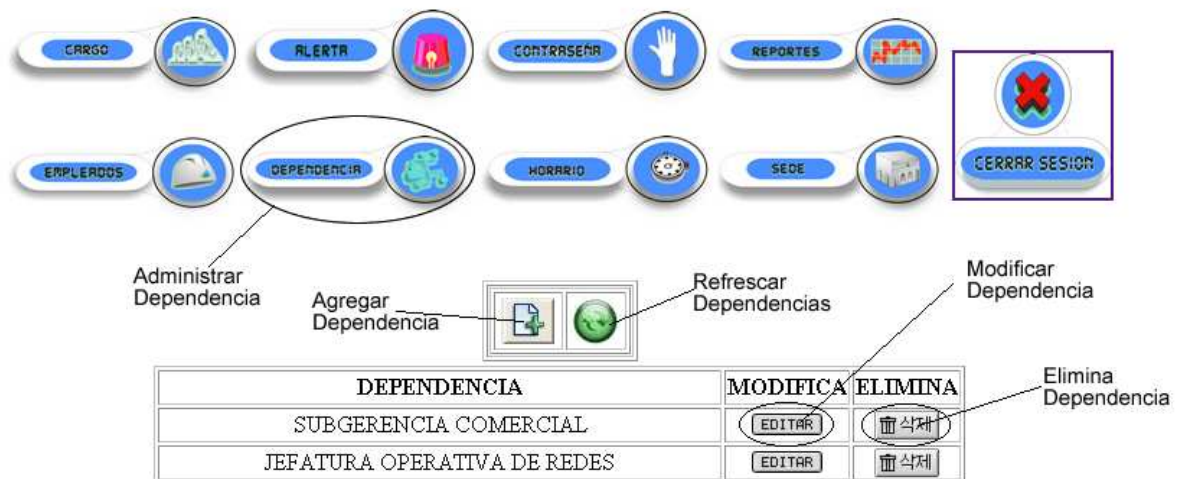 CARGO
ALERTA
CONTRASEÑA
REPORTES
EMPLEADOS
DEPENDENCIA
HORARIO
SEDE
CERRAR SESION
Administrar
Dependencia
Agregar
Dependencia
Refrescar
Dependencias
Modificar
Dependencia
Elimina
Dependencia
DEPENDENCIA MODIFICA ELIMINA
SUBGERENCIA COMERCIAL EDITAR 삭제
JEFATURA OPERATIVA DE REDES EDITAR 삭제